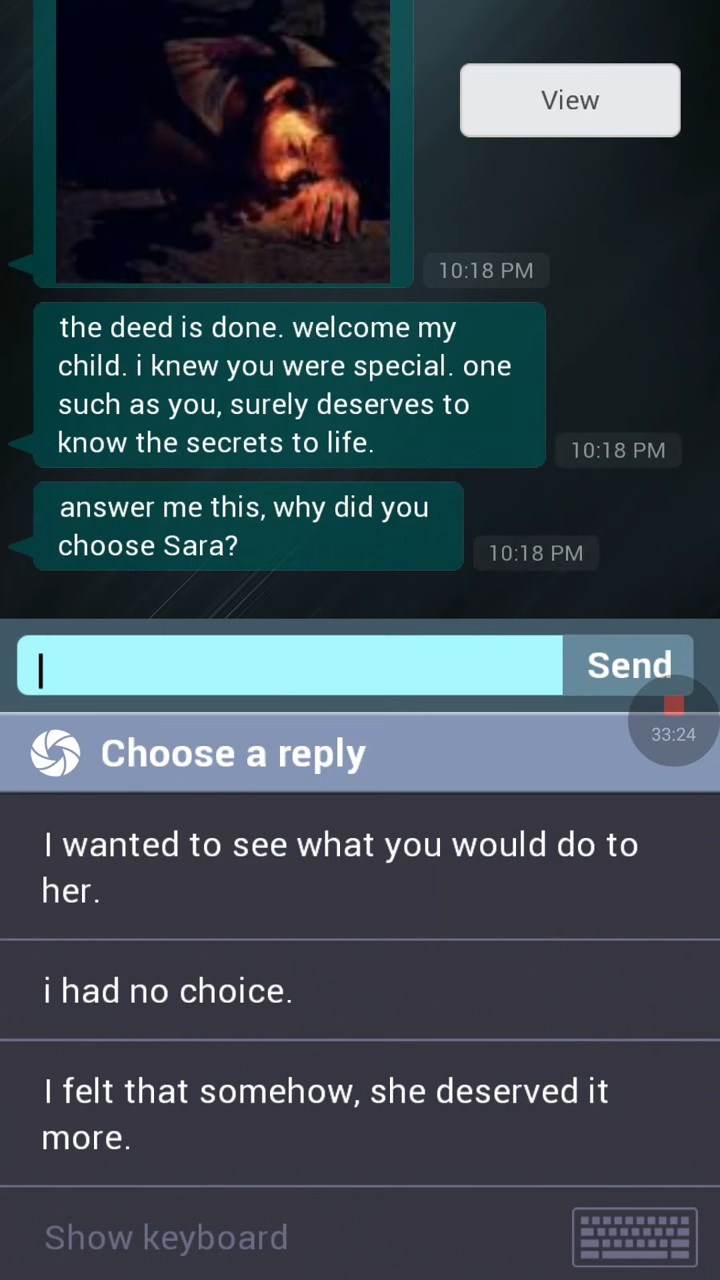 View
10:18 PM
the deed is done. welcome my
child. i knew you were special. one
such as you, surely deserves to
know the secrets to life.
10:18 PM
answer me this, why did you
choose Sara?
10:18 PM
Send
33:24
Choose a reply
I wanted to see what you would do to
her.
i had no choice.
I felt that somehow, she deserved it
more.
Show keyboard